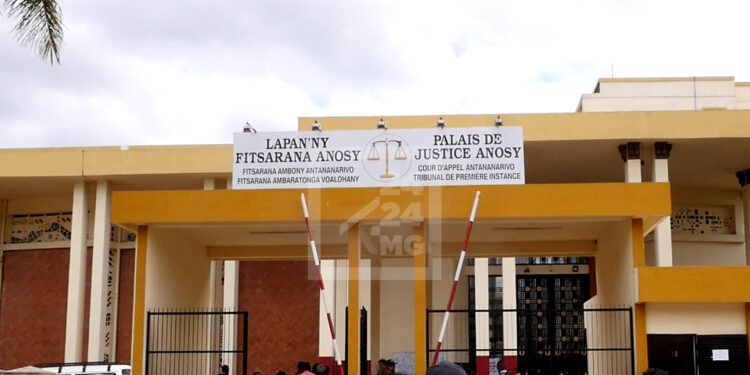 LAPAN'NY
FITSARANA ANOSY
FITSARANA AMBONY ANTANANARIVO
FITSARANA AMBARATONGA VOALOHANY
PALAIS DE
JUSTICE ANOSY
COUR D'APPEL ANTANANARIVO
TRIBUNAL DE PREMIÈRE INSTANCE
24
24
MG